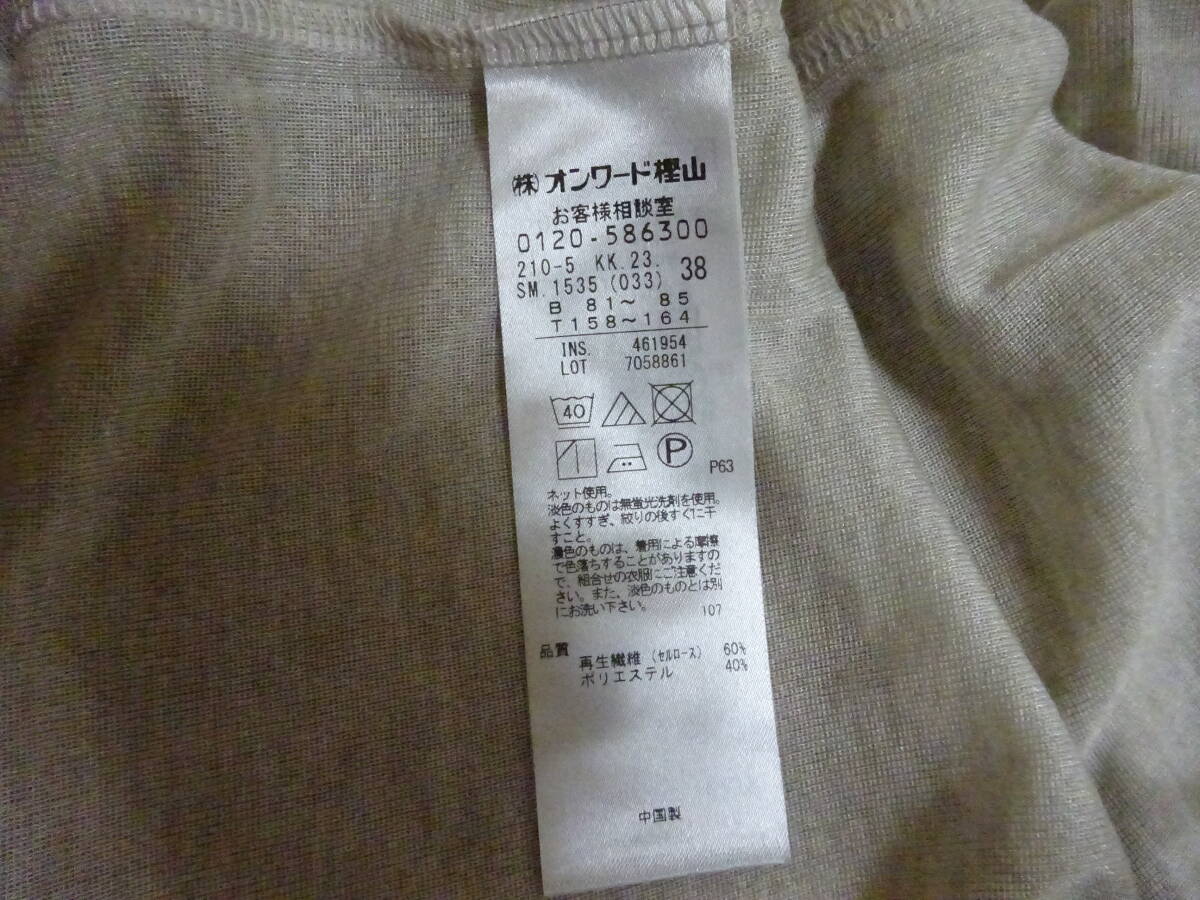 ㈱オンワード樫山
お客様相談室
0120-586300
210-5 KK.23.
SM.1535 (033) 38
B 81〜 85
T158〜164
INS. 461954
LOT 7058861
40
P
P63
ネット使用。
淡色のものは無蛍光洗剤を使用。
よくすすぎ、絞りの後すぐに干
すこと。
濃色のものは、着用による摩擦
で色落ちすることがありますの
で、組合せの衣服にご注意くだ
さい。また、淡色のものとは別
にお洗い下さい。 107
品質
再生繊維 (セルロース) 60%
ポリエステル 40%
中国製